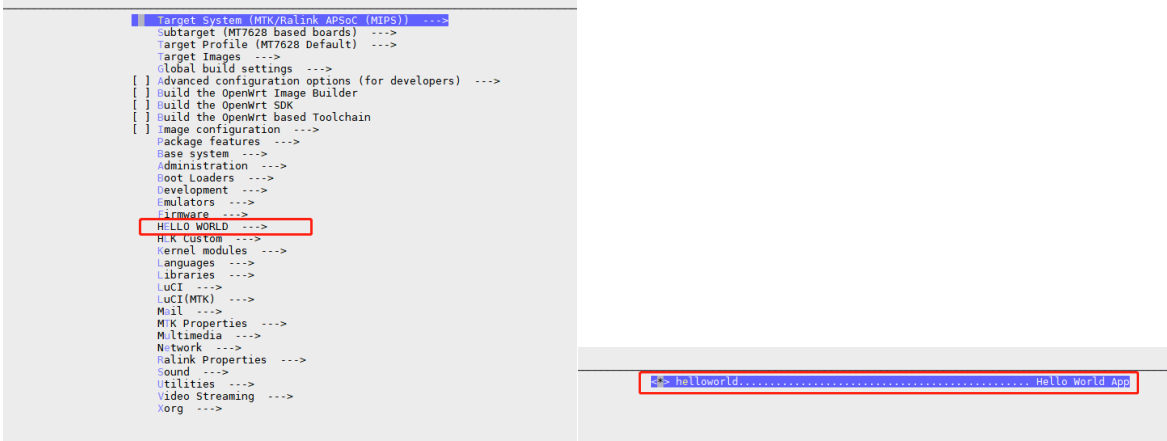 Target System (MTK/Ralink APSoC (MIPS))  --->
Subtarget (MT7628 based boards)  --->
Target Profile (MT7628 Default)  --->
Target Images  --->
Global build settings  --->
[ ] Advanced configuration options (for developers)  --->
[ ] Build the OpenWrt Image Builder
[ ] Build the OpenWrt SDK
[ ] Build the OpenWrt based Toolchain
[ ] Image configuration  --->
Package features  --->
Base system  --->
Administration  --->
Boot Loaders  --->
Development  --->
Emulators  --->
Firmware  --->
HELLO WORLD  --->
HLK Custom  --->
Kernel modules  --->
Languages  --->
Libraries  --->
LuCI  --->
LuCI(MTK)  --->
Mail  --->
MTK Properties  --->
Multimedia  --->
Network  --->
Ralink Properties  --->
Sound  --->
Utilities  --->
Video Streaming  --->
Xorg  --->
<*> helloworld............................................. Hello World App